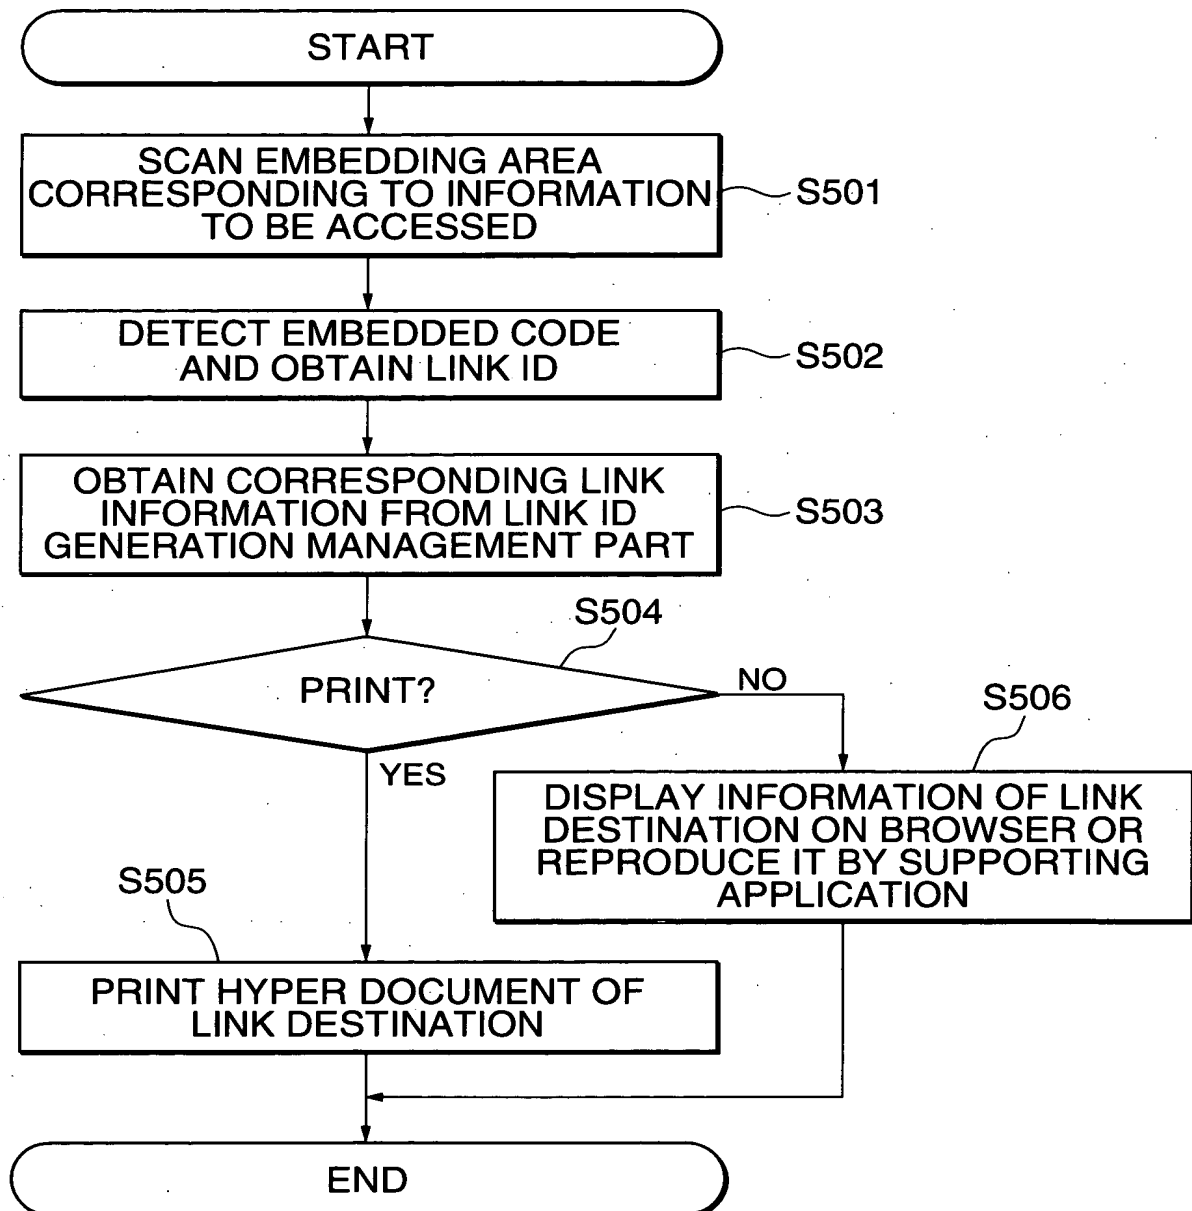 START
SCAN EMBEDDING AREA
CORRESPONDING TO INFORMATION
TO BE ACCESSED
S501
DETECT EMBEDDED CODE
AND OBTAIN LINK ID
S502
OBTAIN CORRESPONDING LINK
INFORMATION FROM LINK ID
GENERATION MANAGEMENT PART
S503
S504
PRINT?
NO
YES
S506
DISPLAY INFORMATION OF LINK
DESTINATION ON BROWSER OR
REPRODUCE IT BY SUPPORTING
APPLICATION
S505
PRINT HYPER DOCUMENT OF
LINK DESTINATION
END